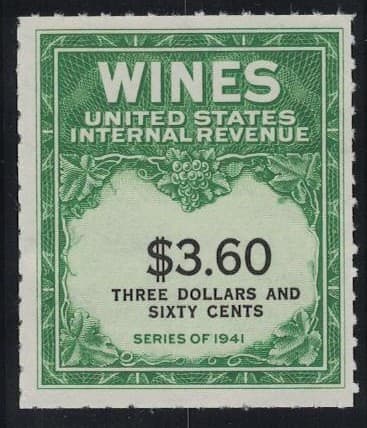 WINES
UNITED STATES
INTERNAL REVENUE
$3.60
THREE DOLLARS AND
SIXTY CENTS
SERIES OF 1941